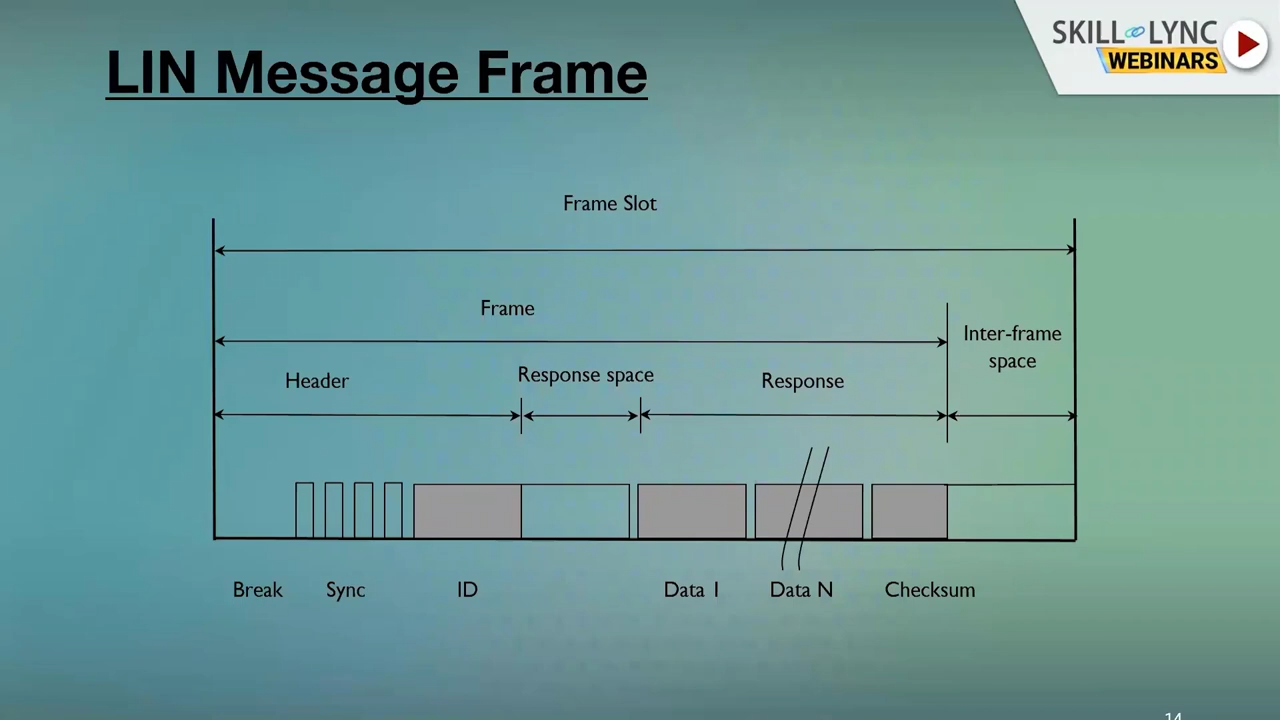 LIN Message Frame
SKILL LYNC
WEBINARS
Frame Slot
Frame
Inter-frame
space
Header
Response space
Response
Break
Sync
ID
Data 1
Data N
Checksum
14